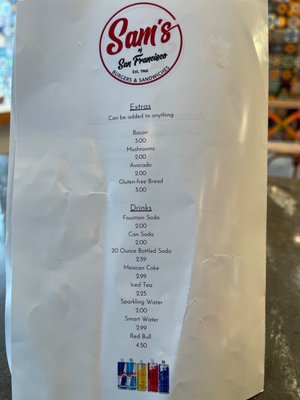 Sam's
of
San Francisco
Est. 1966
BURGERS & SANDWICHES
Extras
Can be added to anything
Bacon
3.00
Mushrooms
2.00
Avocado
2.00
Gluten-free Bread
3.00
Drinks
Fountain Soda
2.00
Can Soda
2.00
20 Ounce Bottled Soda
2.59
Mexican Coke
2.99
Iced Tea
2.25
Sparkling Water
2.00
Smart Water
2.99
Red Bull
4.50